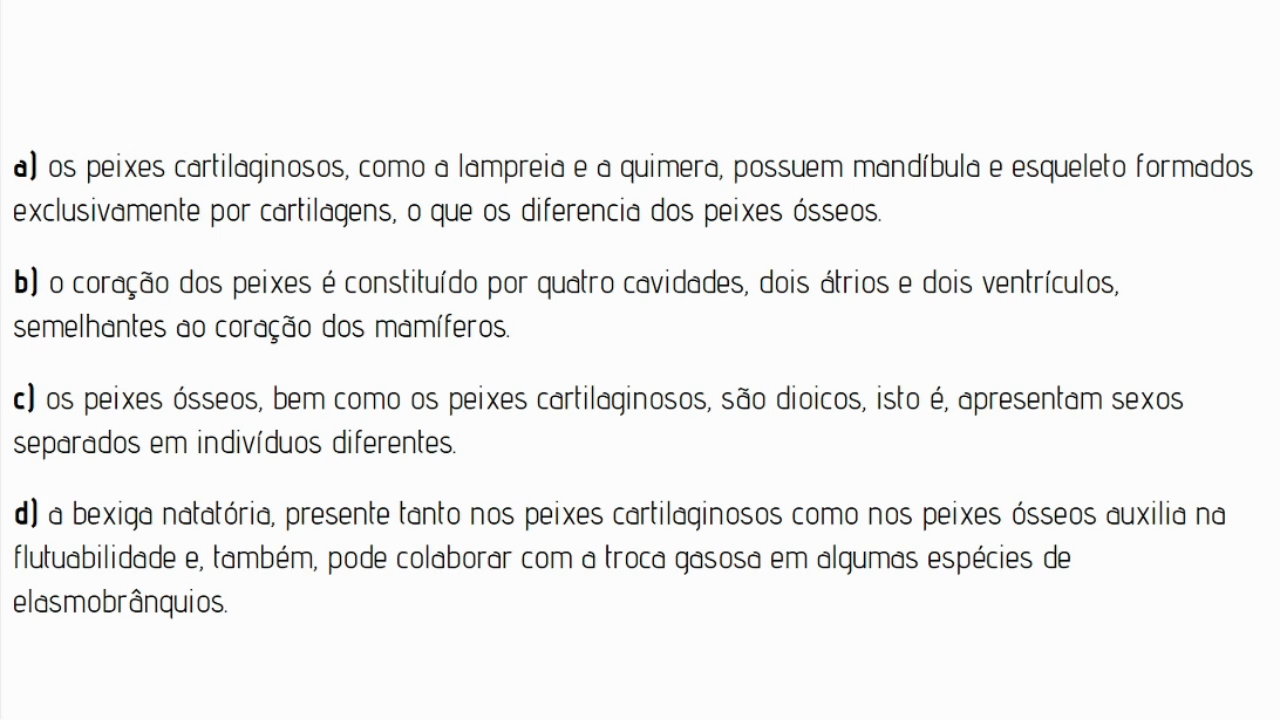 a) os peixes cartilaginosos, como a lampreia e a quimera, possuem mandíbula e esqueleto formados
exclusivamente por cartilagens, o que os diferencia dos peixes ósseos.
b) o coração dos peixes é constituído por quatro cavidades, dois átrios e dois ventrículos,
semelhantes ao coração dos mamíferos.
c) os peixes ósseos, bem como os peixes cartilaginosos, são dioicos, isto é, apresentam sexos
separados em indivíduos diferentes.
d) a bexiga natatória, presente tanto nos peixes cartilaginosos como nos peixes ósseos auxilia na
flutuabilidade e, também, pode colaborar com a troca gasosa em algumas espécies de
elasmobrânquios.